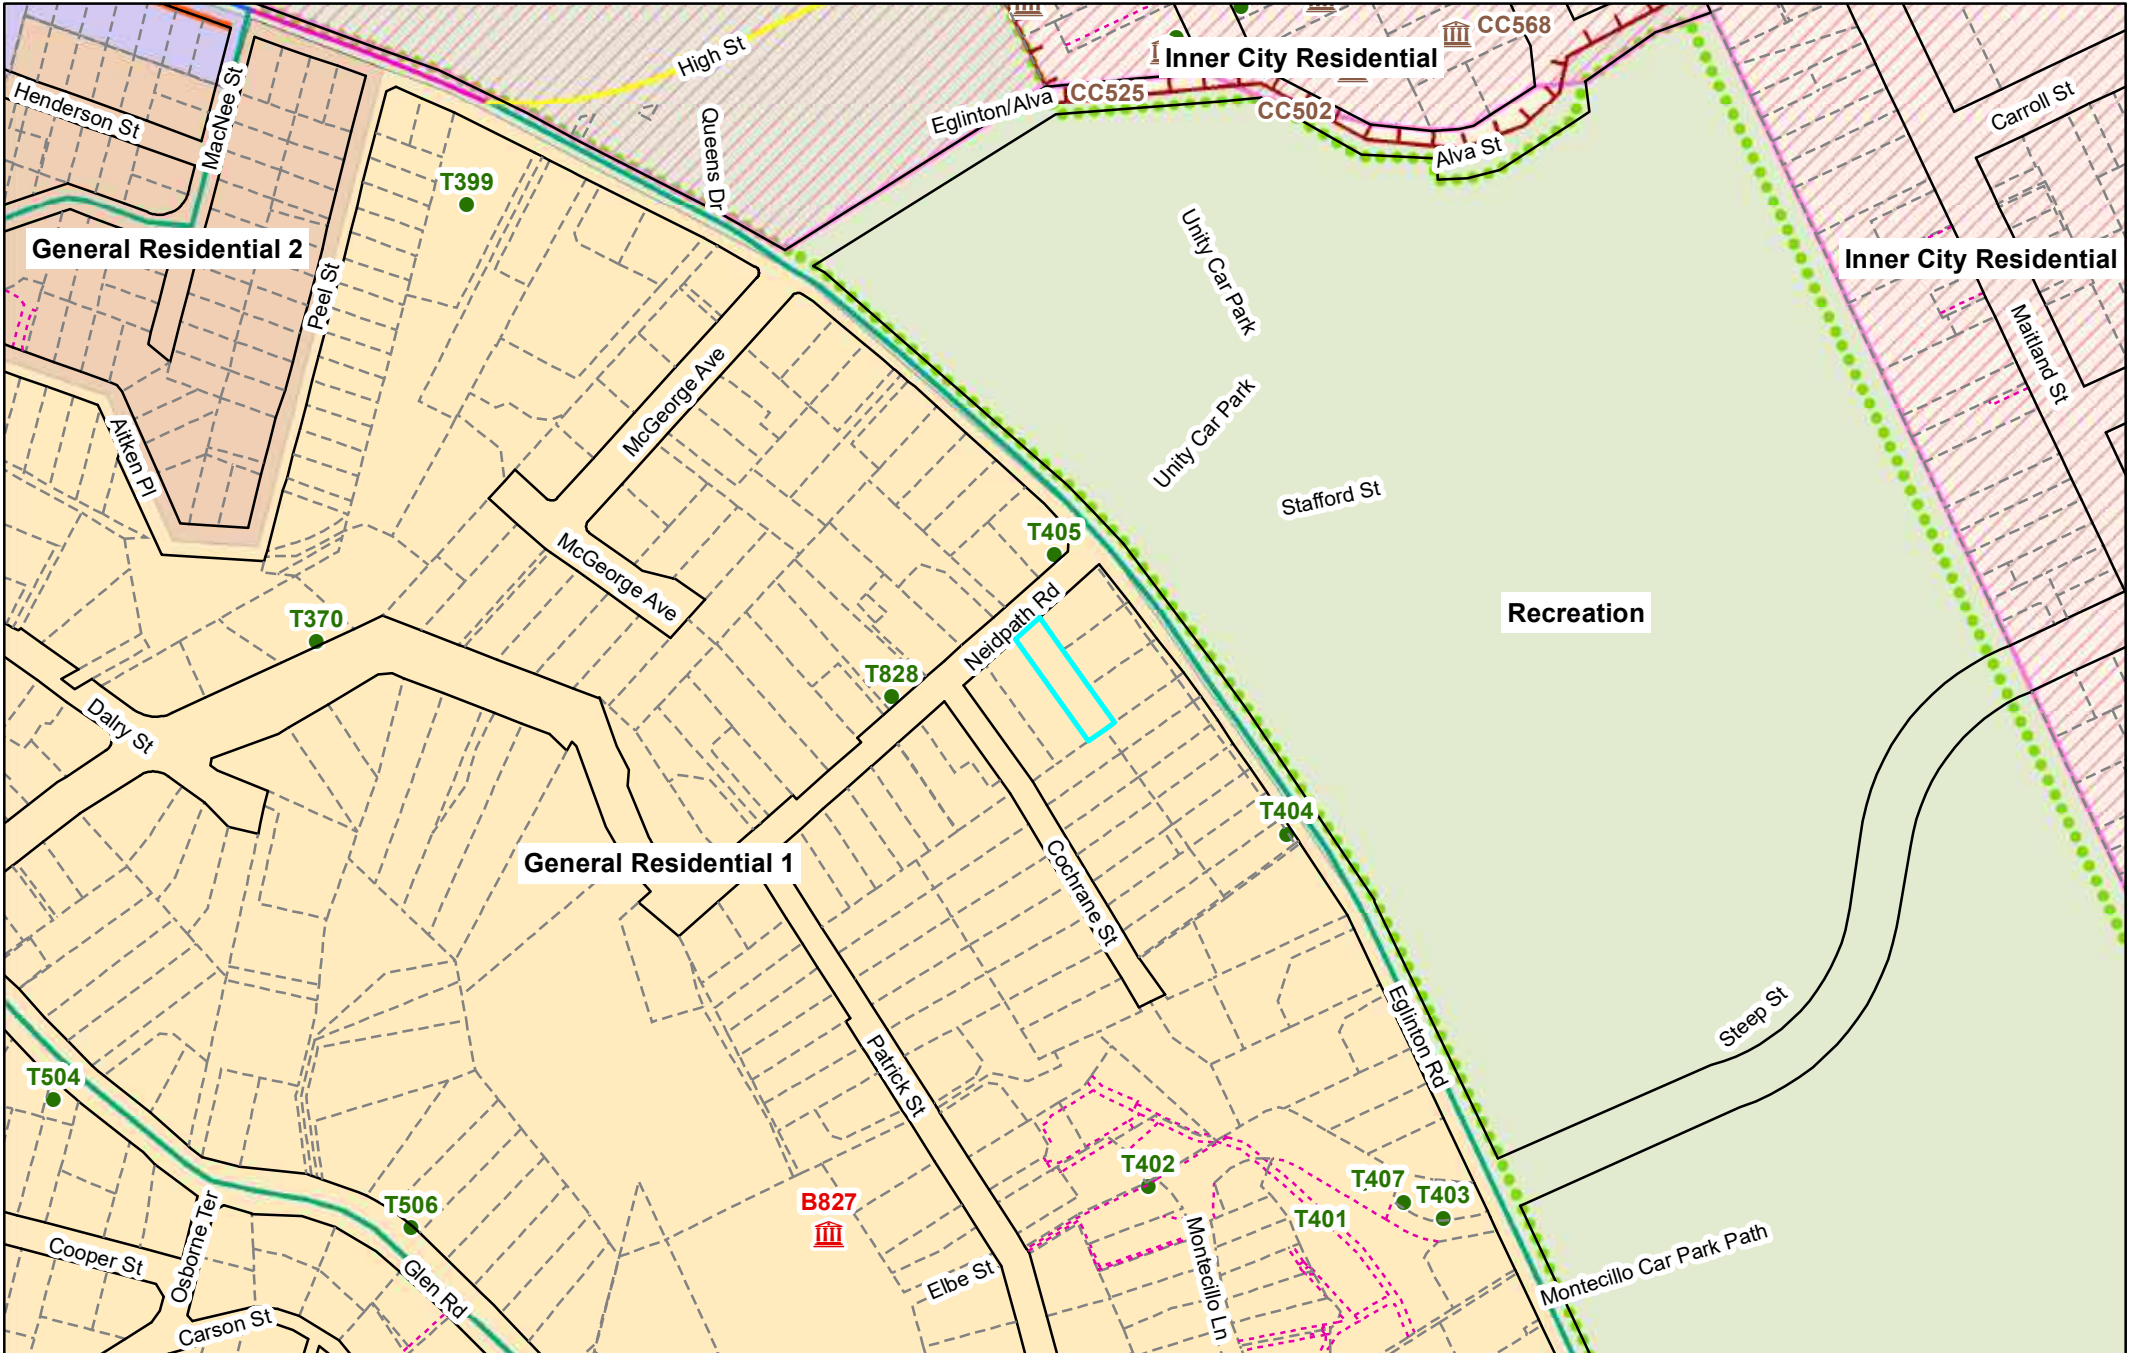 CC568
High St
Inner City Residential
Henderson St
MacNee St
Queens Dr
Eglinton/Alva
CC525
CC502
Alva St
Carroll St
T399
General Residential 2
Peel St
Unity Car Park
Inner City Residential
Maitland St
McGeorge Ave
Unity Car Park
Aitken Pl
Stafford St
T405
McGeorge Ave
T370
Neidpath Rd
Recreation
T828
Dalry St
T404
General Residential 1
Cochrane St
Eglinton Rd
Steep St
Patrick St
T504
T402
T407
T403
T506
B827
T401
Osborne Ter
Cooper St
Glen Rd
Elbe St
Montecillo Ln
Montecillo Car Park Path
Carson St